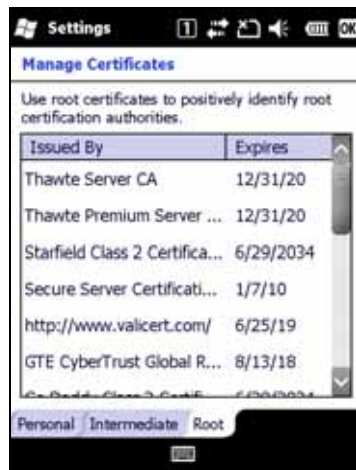 Settings 1 OK
Manage Certificates
Use root certificates to positively identify root
certification authorities.
Issued By Expires
Thawte Server CA 12/31/20
Thawte Premium Server ... 12/31/20
Starfield Class 2 Certifica... 6/29/2034
Secure Server Certificati... 1/7/10
http://www.valicert.com/ 6/25/19
GTE CyberTrust Global R... 8/13/18
Personal Intermediate Root